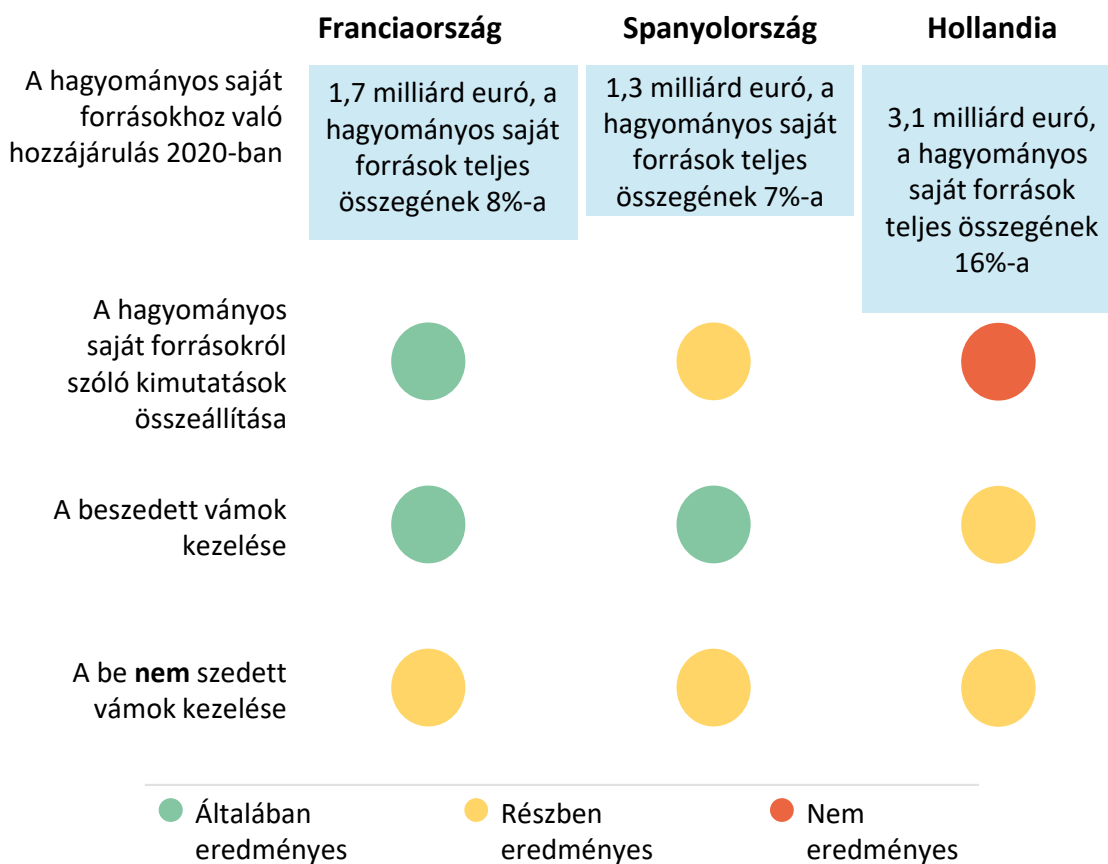 Franciaország
Spanyolország
Hollandia
A hagyományos saját
forrásokhoz való
hozzájárulás 2020-ban
1,7 milliárd euró, a
hagyományos saját
források teljes
összegének 8%-a
1,3 milliárd euró, a
hagyományos saját
források teljes
összegének 7%-a
3,1 milliárd euró,
a hagyományos
saját források
teljes összegének
16%-a
A hagyományos
saját forrásokról
szóló kimutatások
összeállítása
A beszedett vámok
kezelése
A be nem szedett
vámok kezelése
Általában
eredményes
Részben
eredményes
Nem
eredményes